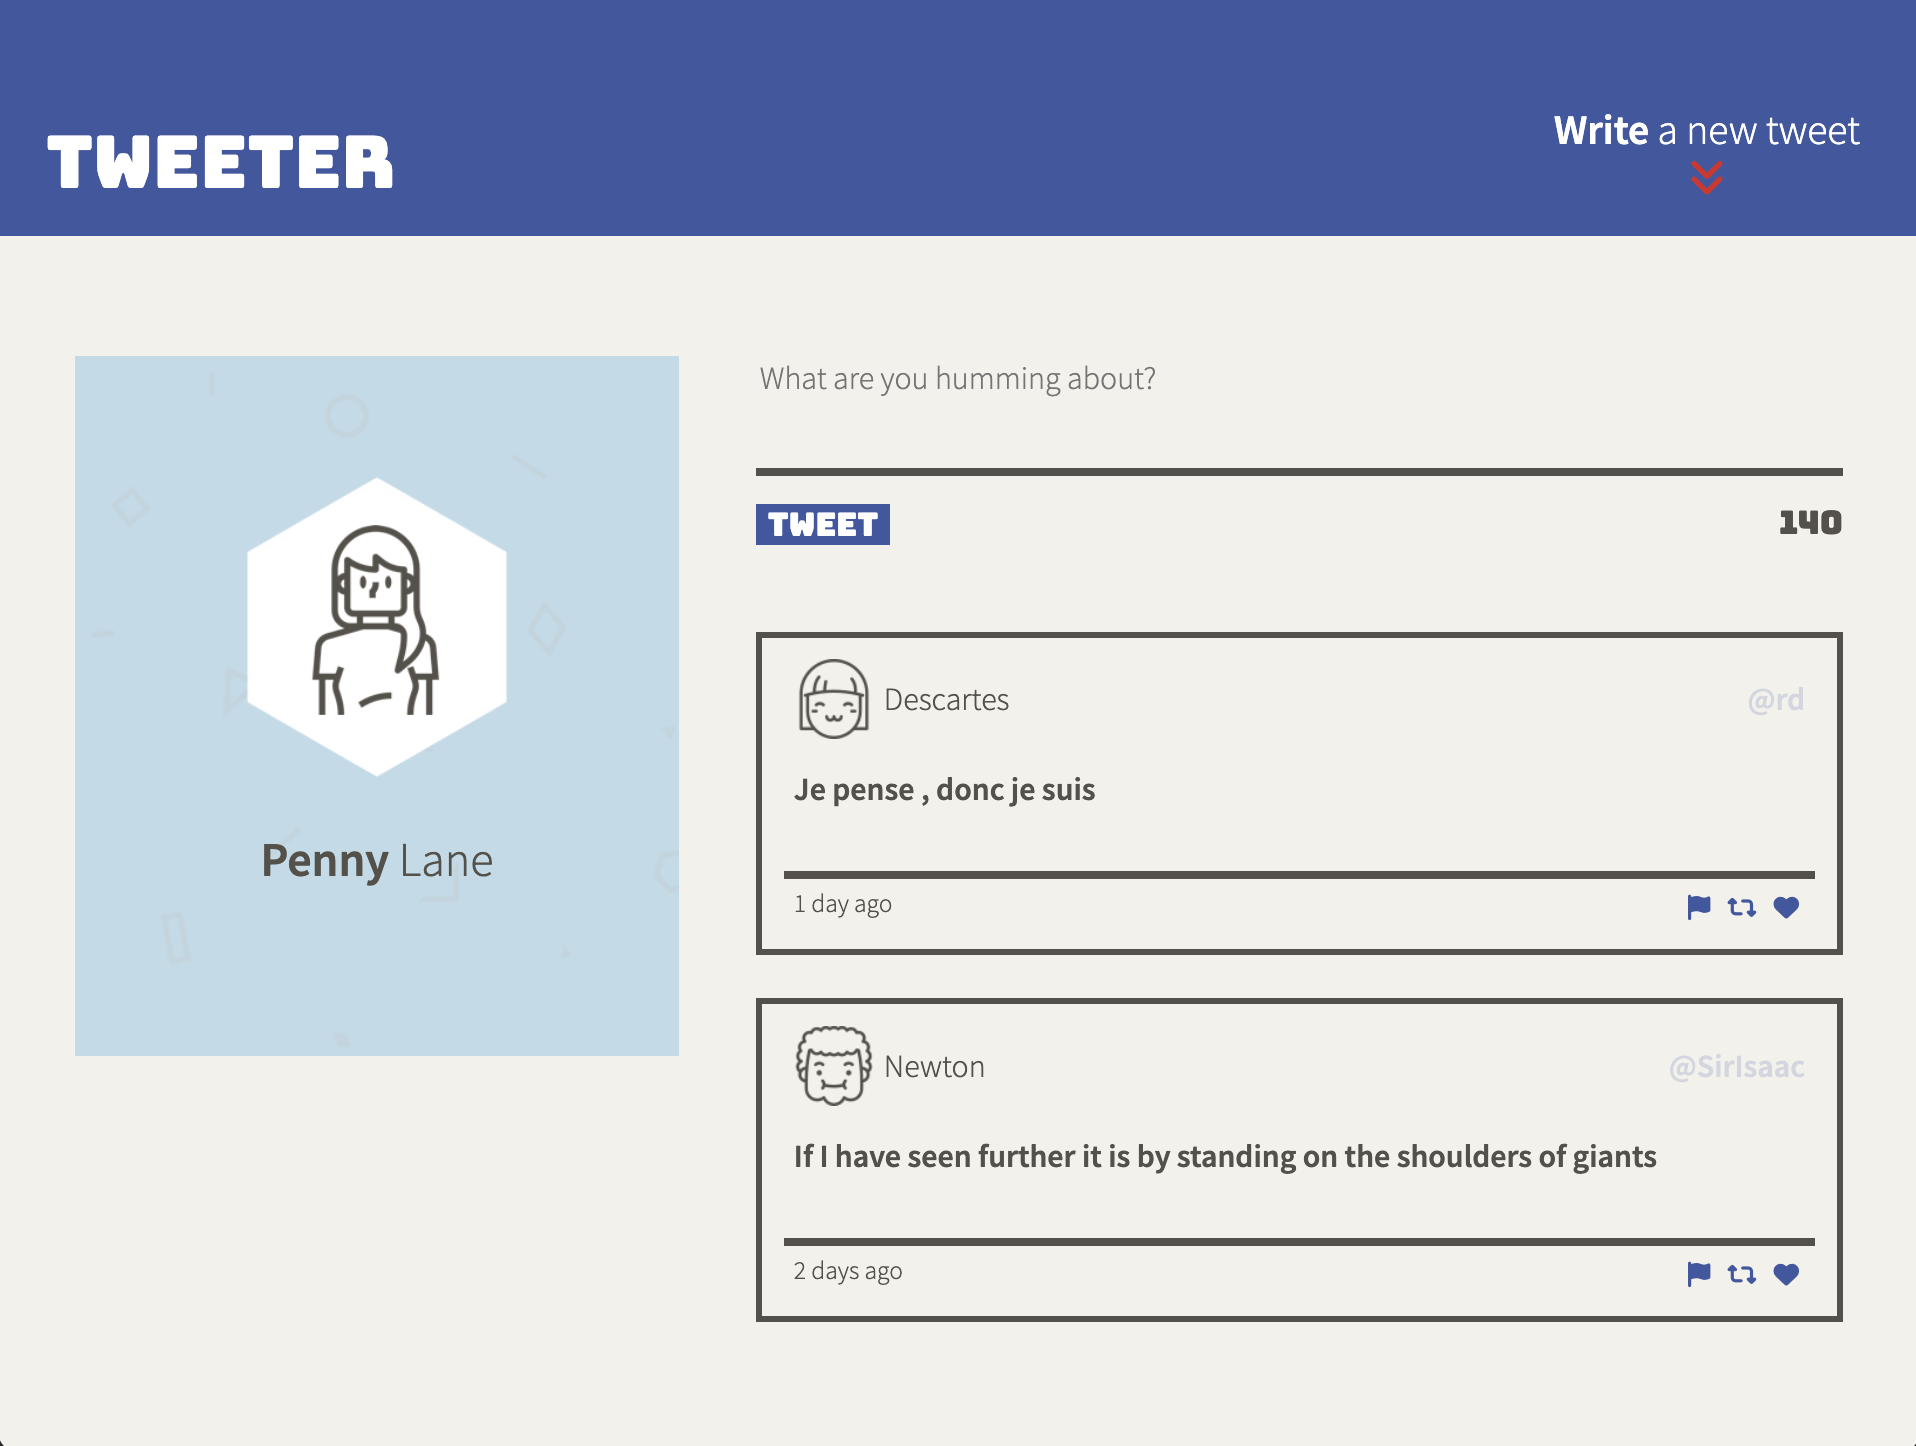 TWEETER
Write a new tweet
Penny Lane
What are you humming about?
TWEET
140
Descartes
@rd
Je pense , donc je suis
1 day ago
Newton
@SirIsaac
If I have seen further it is by standing on the shoulders of giants
2 days ago